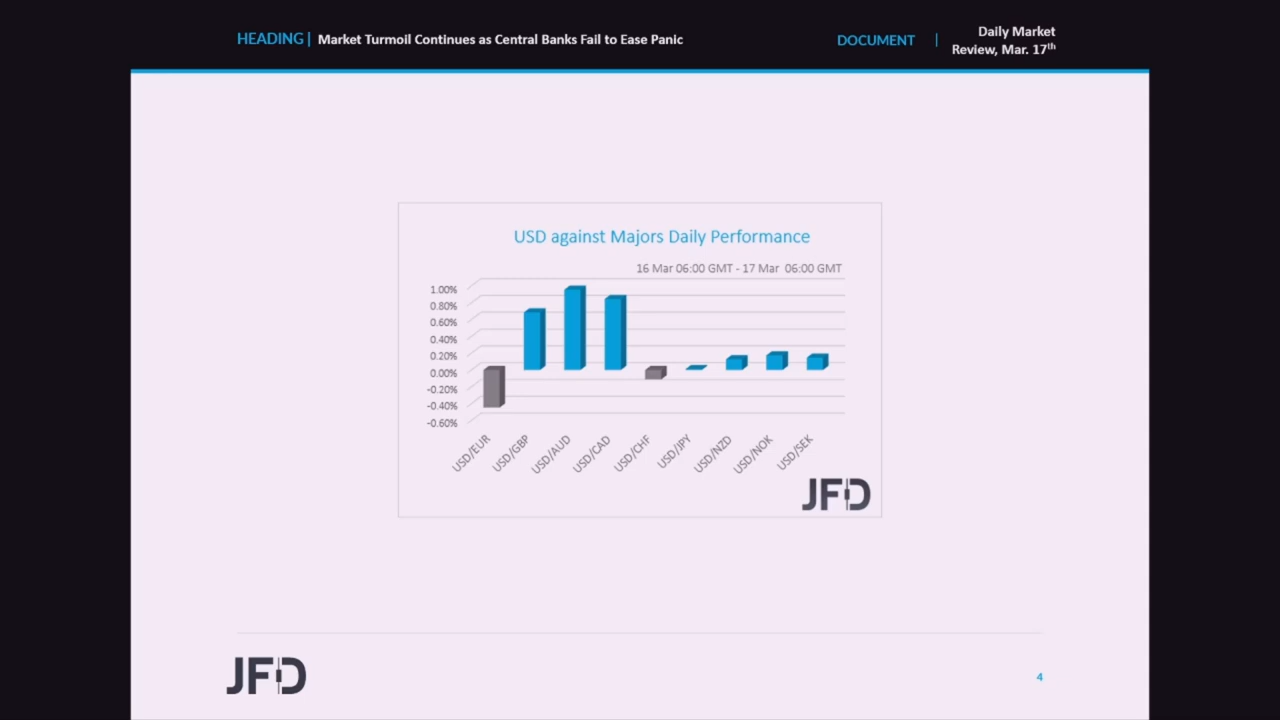 HEADING | Market Turmoil Continues as Central Banks Fail to Ease Panic
DOCUMENT | Daily Market
Review, Mar. 17th
USD against Majors Daily Performance
16 Mar 06:00 GMT - 17 Mar 06:00 GMT
1.00%
0.80%
0.60%
0.40%
0.20%
0.00%
-0.20%
-0.40%
-0.60%
USD/EUR
USD/GBP
USD/AUD
USD/CAD
USD/CHF
USD/JPY
USD/NZD
USD/NOK
USD/SEK
JFD
JFD
4